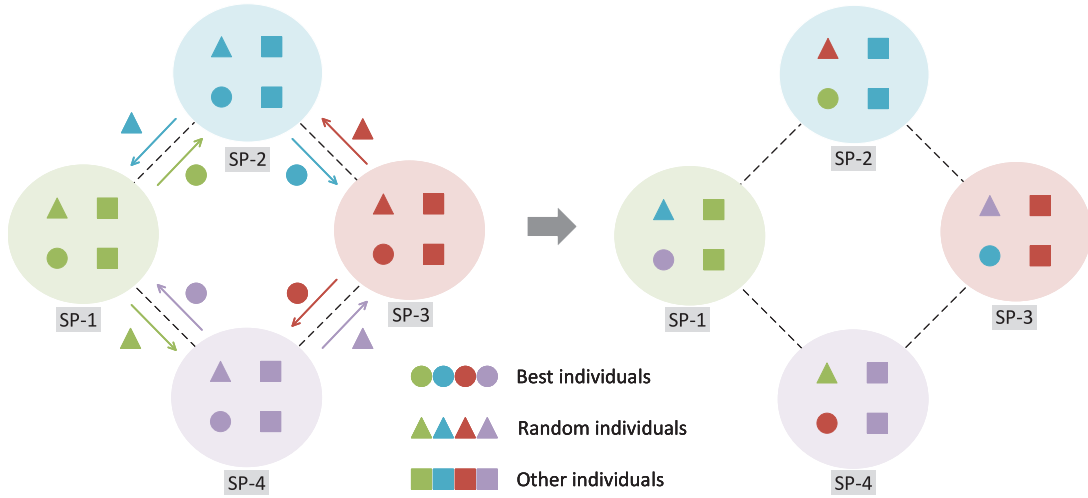 SP-2
SP-1
SP-3
SP-4
Best individuals
Random individuals
Other individuals
SP-2
SP-1
SP-3
SP-4